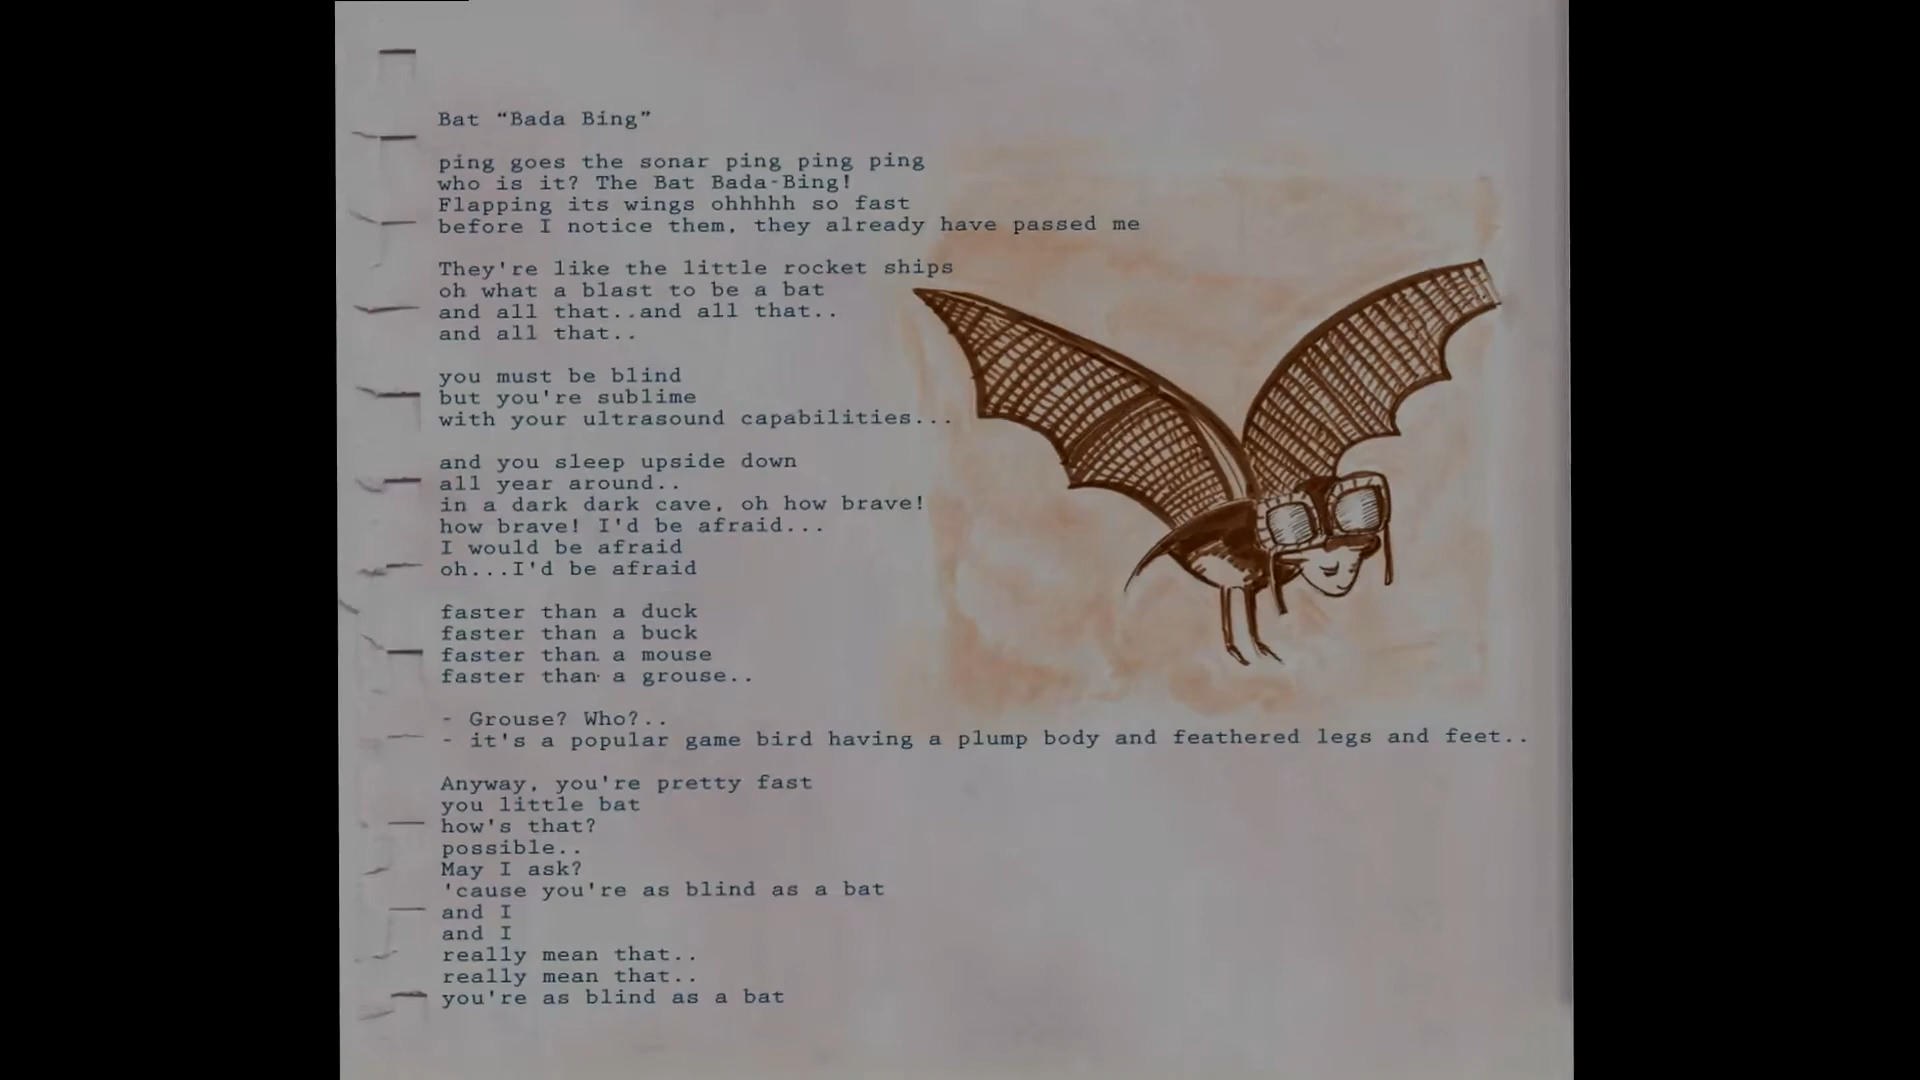 Bat “Bada Bing”
ping goes the sonar ping ping ping
who is it? The Bat Bada-Bing!
Flapping its wings ohhhhh so fast
before I notice them, they already have passed me
They're like the little rocket ships
oh what a blast to be a bat
and all that..and all that..
and all that..
you must be blind
but you're sublime
with your ultrasound capabilities...
and you sleep upside down
all year around..
in a dark dark cave, oh how brave!
how brave! I'd be afraid...
I would be afraid
oh...I'd be afraid
faster than a duck
faster than a buck
faster than a mouse
faster than a grouse..
- Grouse? Who?..
- it's a popular game bird having a plump body and feathered legs and feet..
Anyway, you're pretty fast
you little bat
how's that?
possible..
May I ask?
'cause you're as blind as a bat
and I
and I
really mean that..
really mean that..
you're as blind as a bat